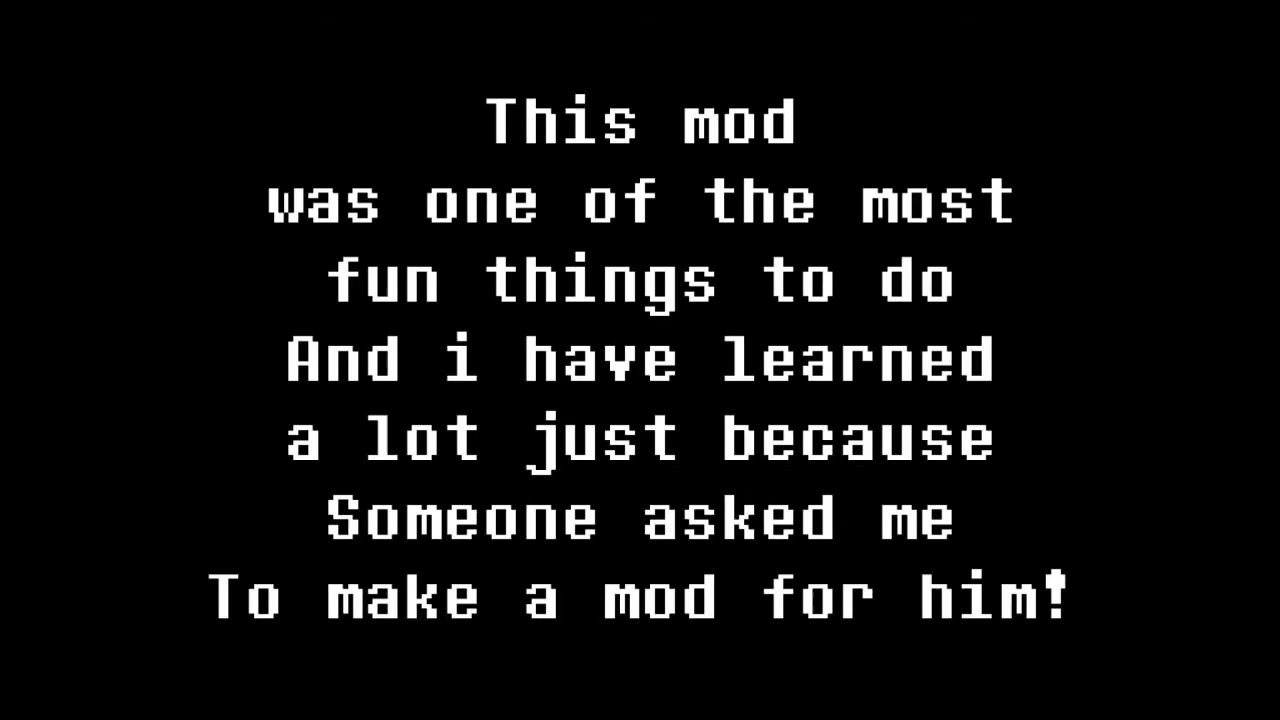 This mod
was one of the most
fun things to do
And i have learned
a lot just because
Someone asked me
To make a mod for him!